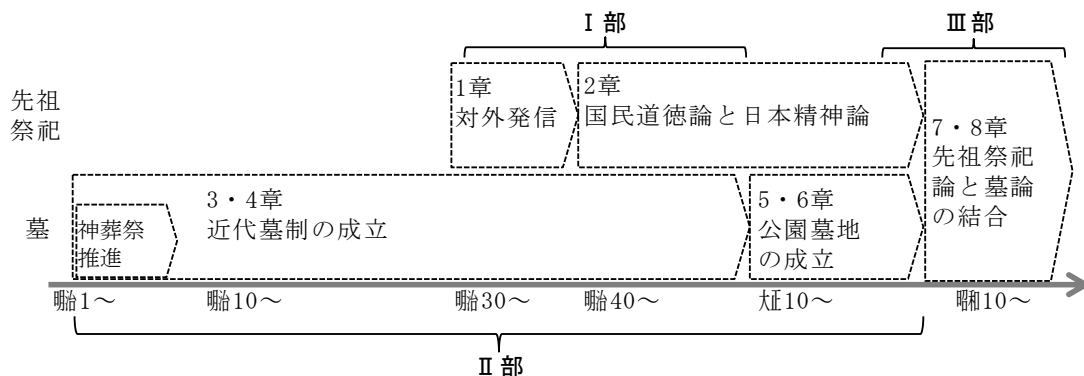 Ⅰ部
Ⅲ部
先祖
祭祀
1章
対外発信
2章
国民道徳論と日本精神論
7・8章
先祖祭祀
論と墓論
の結合
墓
神葬祭
推進
3・4章
近代墓制の成立
5・6章
公園墓地
の成立
明治1～
明治10～
明治30～
明治40～
大正10～
昭和10～
Ⅱ部